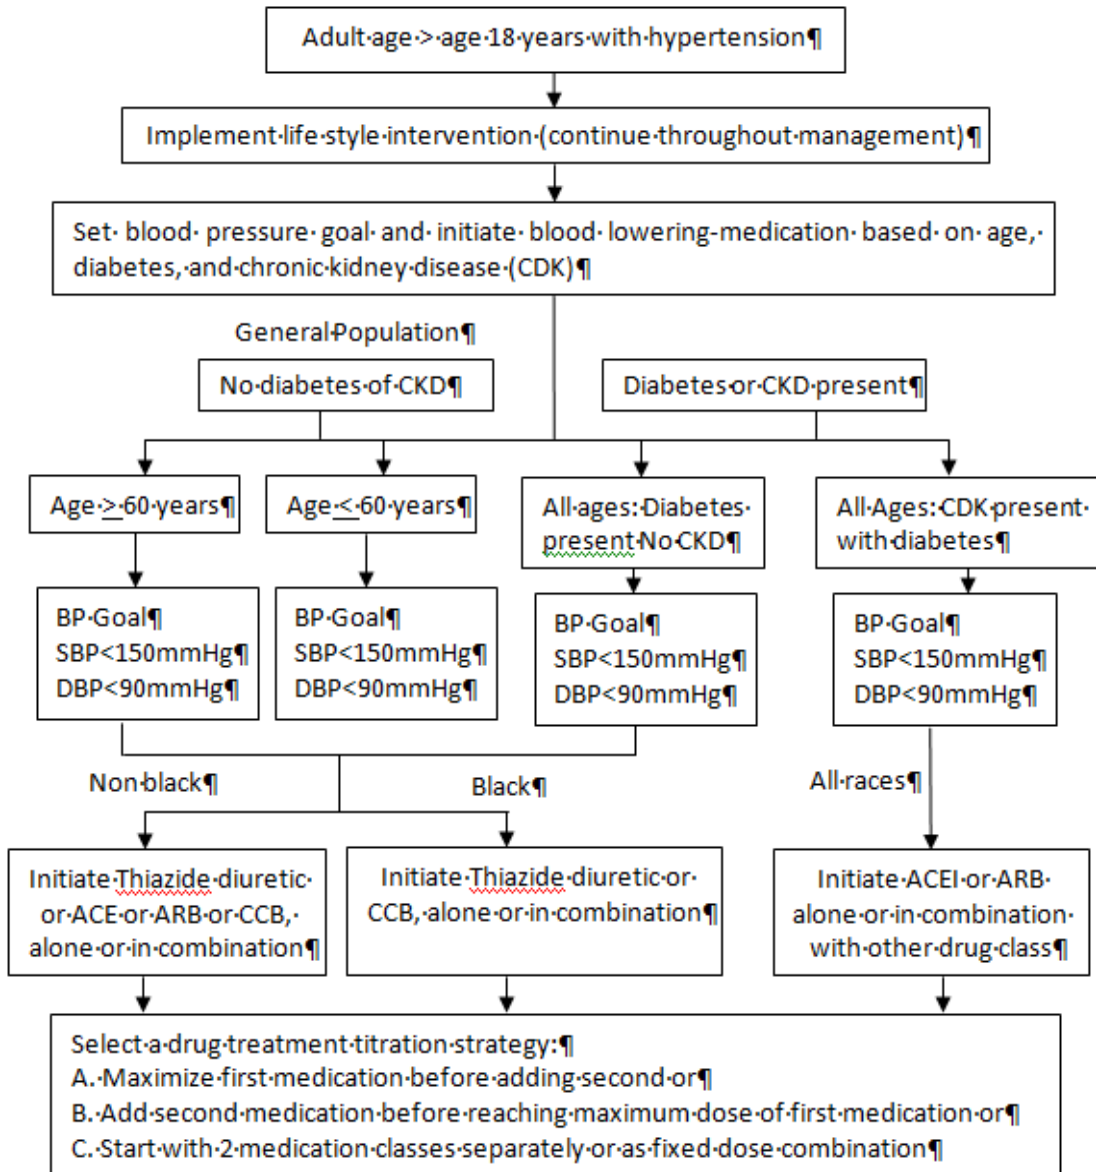 Adult age > age 18 years with hypertension¶
Implement life style intervention (continue throughout management)¶
Set blood pressure goal and initiate blood lowering-medication based on age,
diabetes, and chronic kidney disease (CDK)¶
General Population¶
No diabetes of CKD¶
Diabetes or CKD present¶
Age > 60 years¶
Age < 60 years¶
All ages: Diabetes
present No CKD¶
All Ages: CDK present
with diabetes¶
BP Goal¶
SBP<150mmHg¶
DBP<90mmHg¶
BP Goal¶
SBP<150mmHg¶
DBP<90mmHg¶
BP Goal¶
SBP<150mmHg¶
DBP<90mmHg¶
BP Goal¶
SBP<150mmHg¶
DBP<90mmHg¶
Non black¶
Black¶
All races¶
Initiate Thiazide diuretic
or ACE or ARB or CCB,
alone or in combination¶
Initiate Thiazide diuretic or
CCB, alone or in combination¶
Initiate ACEI or ARB
alone or in combination
with other drug class¶
Select a drug treatment titration strategy:¶
A. Maximize first medication before adding second or¶
B. Add second medication before reaching maximum dose of first medication or¶
C. Start with 2 medication classes separately or as fixed dose combination¶